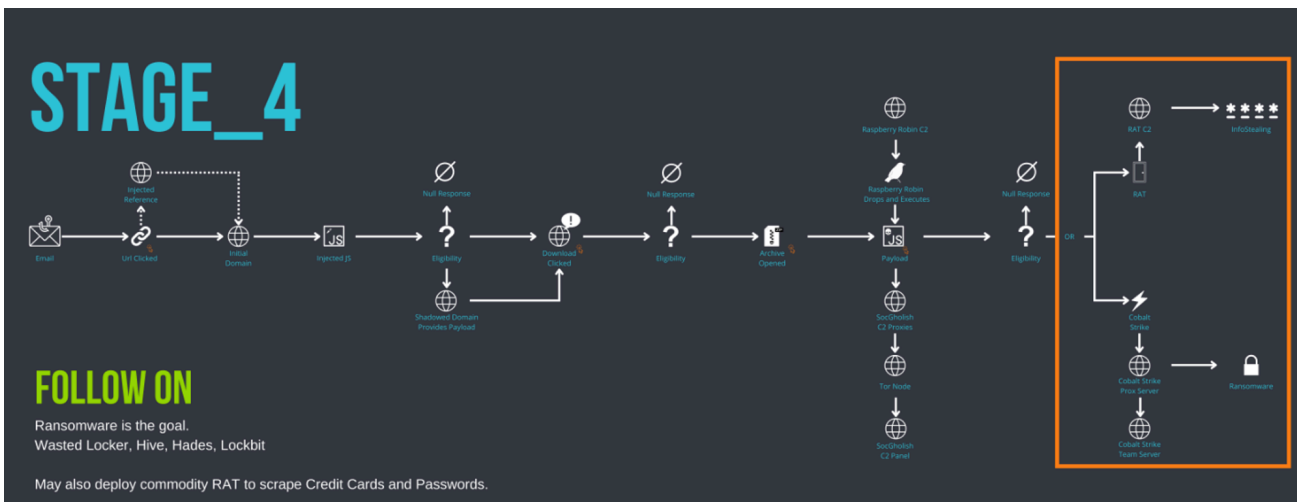 STAGE_4
Raspberry Robin C2
RAT C2
InfoStealing
Injected
Reference
Null Response
Null Response
Raspberry Robin
Drops and Executes
Null Response
RAT
Email
Url Clicked
Initial
Domain
JS
Injected JS
?
Eligibility
!
Download
Clicked
?
Eligibility
Archive
Opened
JS
Payload
?
Eligibility
OR
Shadowed Domain
Provides Payload
SocGholish
C2 Proxies
Cobalt
Strike
FOLLOW ON
Ransomware is the goal.
Wasted Locker, Hive, Hades, Lockbit
May also deploy commodity RAT to scrape Credit Cards and Passwords.
Tor Node
Cobalt Strike
Prox Server
Ransomware
SocGholish
C2 Panel
Cobalt Strike
Team Server